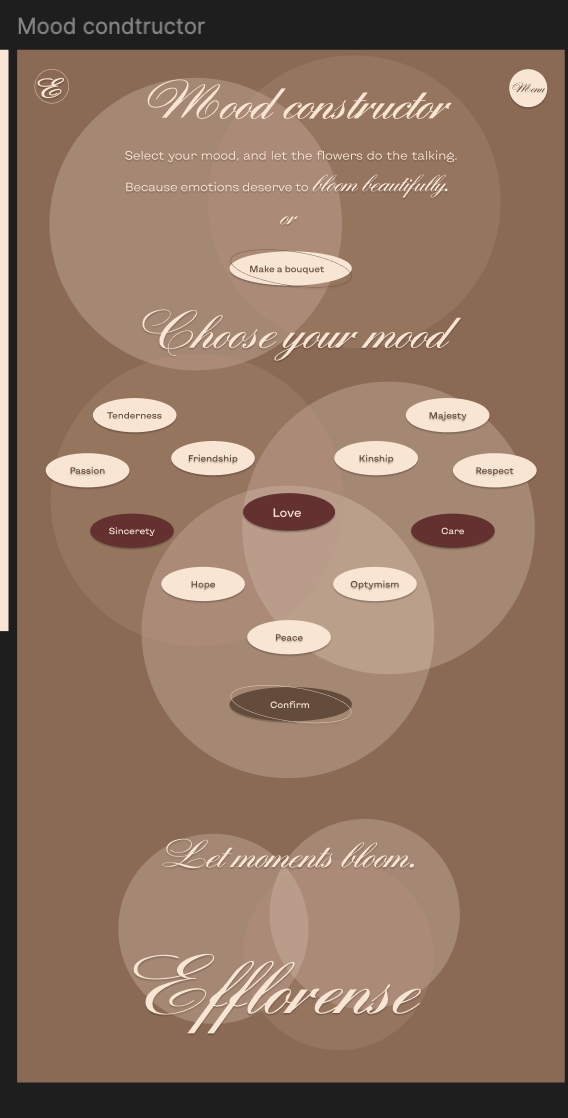 Mood condtructor
E
Menu
Mood constructor
Select your mood, and let the flowers do the talking.
Because emotions deserve to bloom beautifully.
or
Make a bouquet
Choose your mood
Tenderness
Majesty
Friendship
Kinship
Passion
Respect
Love
Sincerety
Care
Hope
Optymism
Peace
Confirm
Let moments bloom.
Efflorense